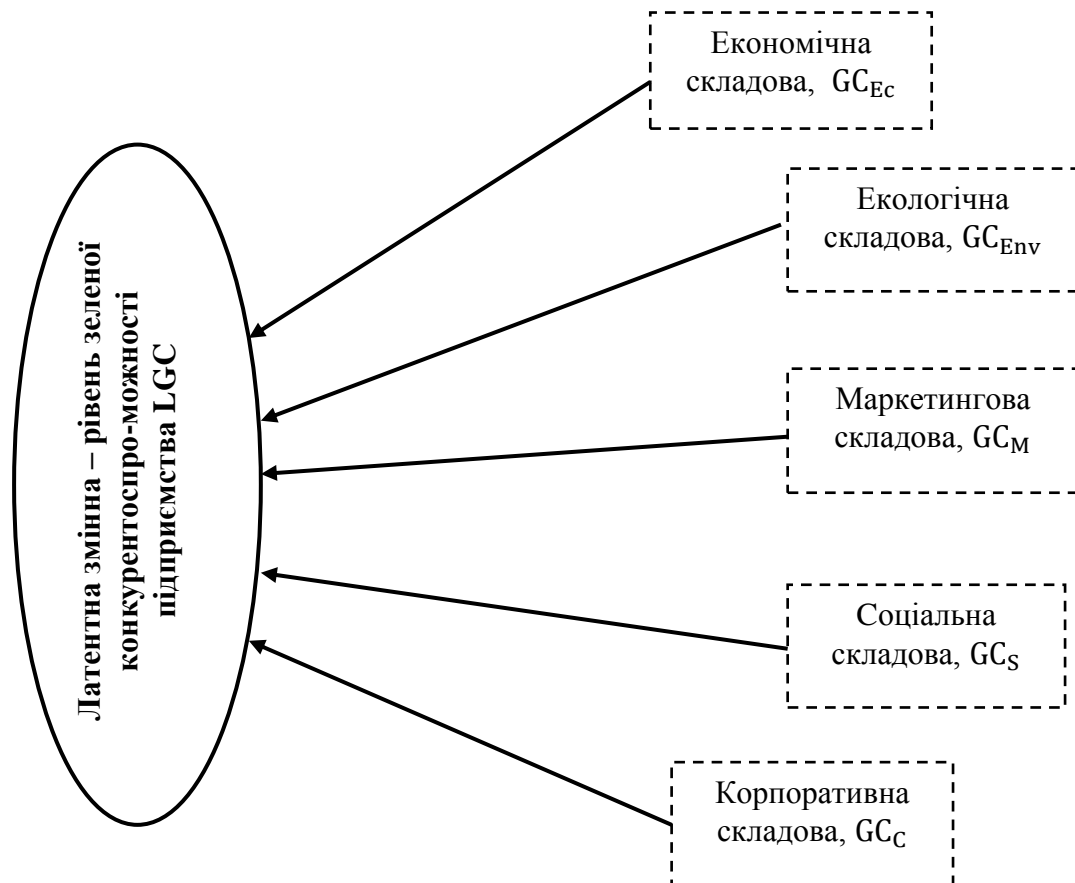 Економічна
складова, GC_Ec
Екологічна
складова, GC_Env
Латентна змінна – рівень зеленої
конкурентоспро-можності
підприємства LGC
Маркетингова
складова, GC_M
Соціальна
складова, GC_S
Корпоративна
складова, GC_C